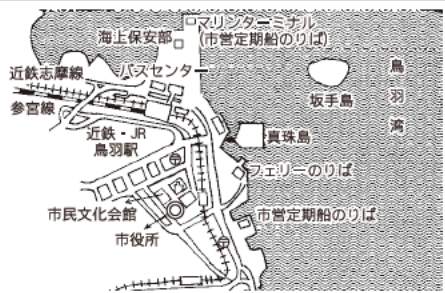 マリンターミナル
(市営定期船のりば)
海上保安部
近鉄志摩線
バスセンター
参宮線
坂手島
鳥
羽
湾
近鉄・JR
鳥羽駅
真珠島
フェリーのりば
市民文化会館
市営定期船のりば
市役所